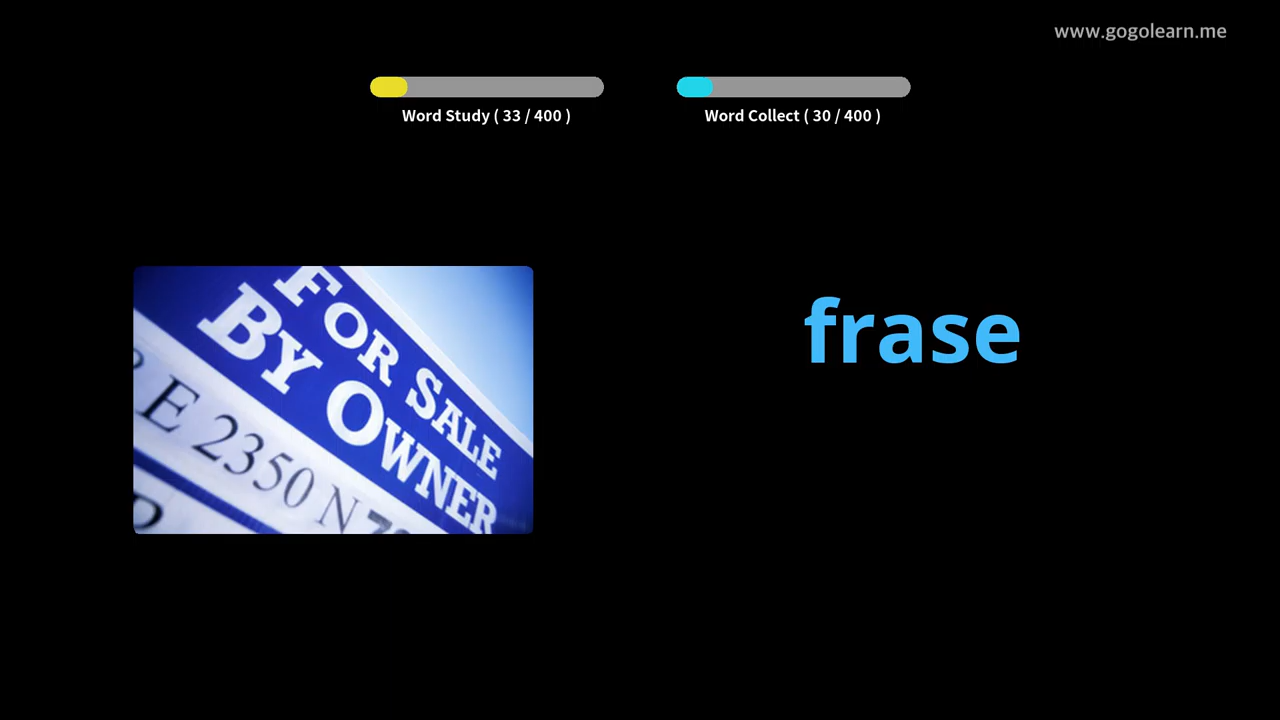 www.gogolearn.me
Word Study ( 33 / 400 )
Word Collect ( 30 / 400 )
FOR SALE
BY OWNER
E 2350 N
frase